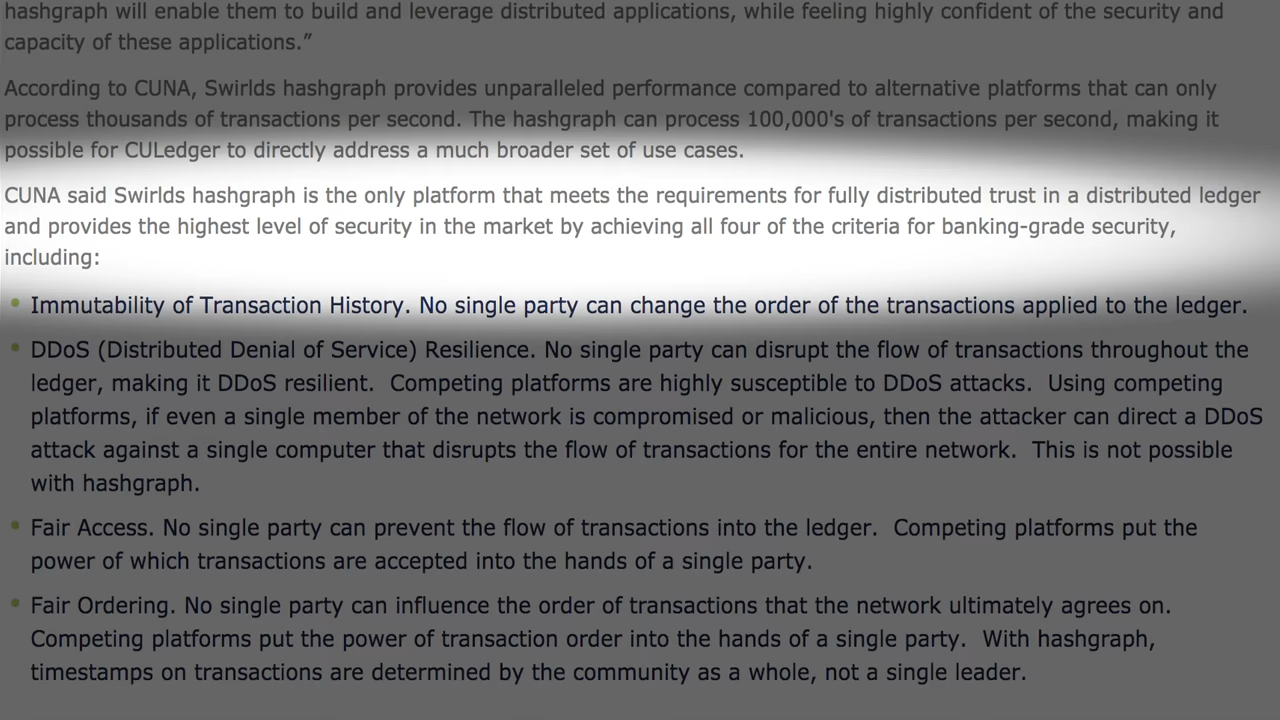 hashgraph will enable them to build and leverage distributed applications, while feeling highly confident of the security and
capacity of these applications.”
According to CUNA, Swirlds hashgraph provides unparalleled performance compared to alternative platforms that can only
process thousands of transactions per second. The hashgraph can process 100,000's of transactions per second, making it
possible for CULedger to directly address a much broader set of use cases.
CUNA said Swirlds hashgraph is the only platform that meets the requirements for fully distributed trust in a distributed ledger
and provides the highest level of security in the market by achieving all four of the criteria for banking-grade security,
including:
• Immutability of Transaction History. No single party can change the order of the transactions applied to the ledger.
• DDoS (Distributed Denial of Service) Resilience. No single party can disrupt the flow of transactions throughout the
ledger, making it DDoS resilient.  Competing platforms are highly susceptible to DDoS attacks.  Using competing
platforms, if even a single member of the network is compromised or malicious, then the attacker can direct a DDoS
attack against a single computer that disrupts the flow of transactions for the entire network.  This is not possible
with hashgraph.
• Fair Access. No single party can prevent the flow of transactions into the ledger.  Competing platforms put the
power of which transactions are accepted into the hands of a single party.
• Fair Ordering. No single party can influence the order of transactions that the network ultimately agrees on.
Competing platforms put the power of transaction order into the hands of a single party.  With hashgraph,
timestamps on transactions are determined by the community as a whole, not a single leader.